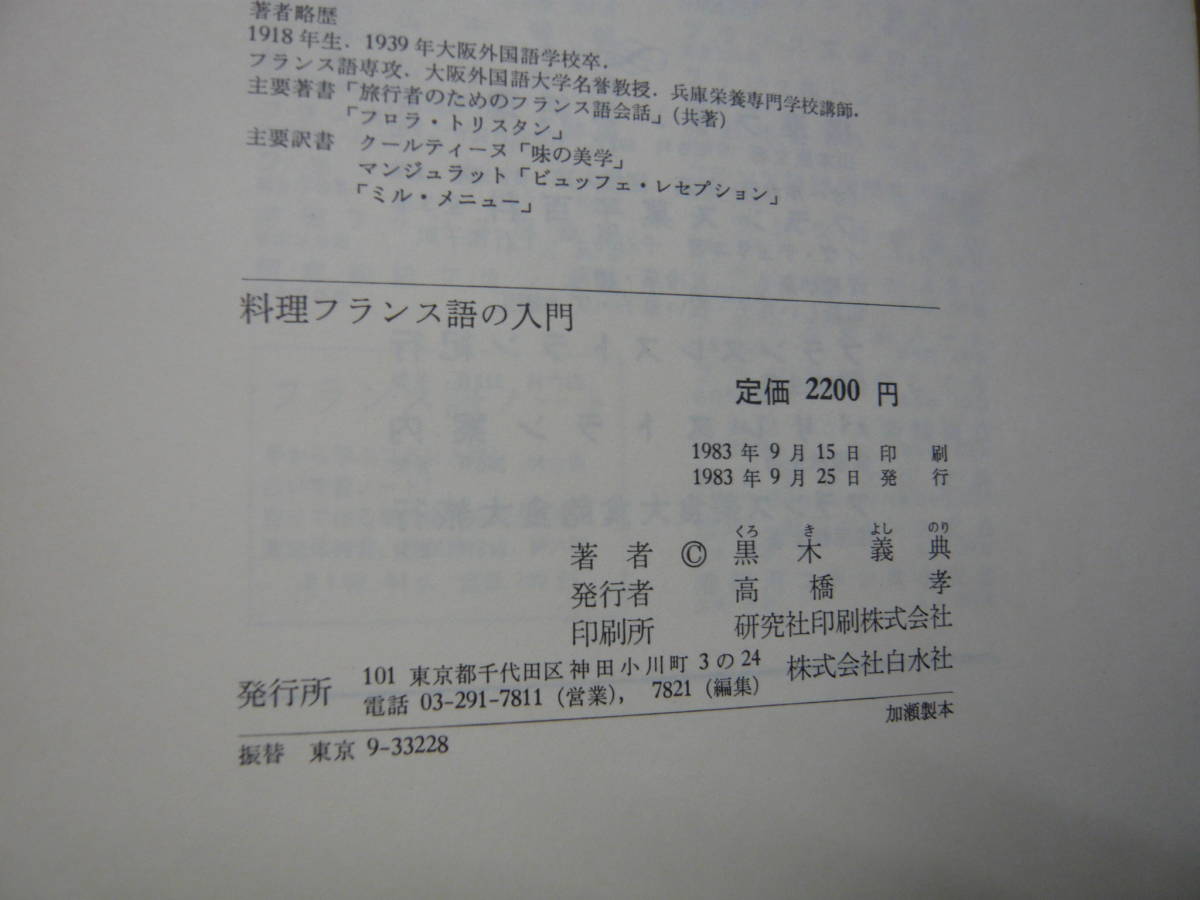 著者略歴
1918年生．1939年大阪外国語学校卒．
フランス語専攻．大阪外国語大学名誉教授．兵庫栄養専門学校講師．
主要著書「旅行者のためのフランス語会話」（共著）
「フロラ・トリスタン」
主要訳書 クールティーヌ「味の美学」
マンジュラット「ビュッフェ・レセプション」
「ミル・メニュー」
料理フランス語の入門
定価 2200 円
1983 年 9 月 15 日 印 刷
1983 年 9 月 25 日 発 行
くろ き よし のり
著 者 © 黒 木 義 典
発行者 高 橋 孝
印刷所 研究社印刷株式会社
発行所 101 東京都千代田区神田小川町 3 の 24 株式会社白水社
電話 03-291-7811（営業）， 7821（編集）
振替 東京 9-33228 加瀬製本